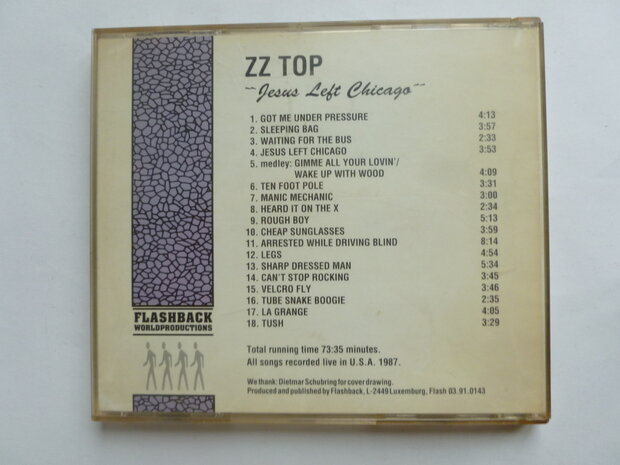 ZZ TOP
~~Jesus Left Chicago~~
1. GOT ME UNDER PRESSURE 4:13
2. SLEEPING BAG 3:57
3. WAITING FOR THE BUS 2:33
4. JESUS LEFT CHICAGO 3:53
5. medley: GIMME ALL YOUR LOVIN'/
WAKE UP WITH WOOD 4:09
6. TEN FOOT POLE 3:31
7. MANIC MECHANIC 3:00
8. HEARD IT ON THE X 2:34
9. ROUGH BOY 5:13
10. CHEAP SUNGLASSES 3:59
11. ARRESTED WHILE DRIVING BLIND 8:14
12. LEGS 4:54
13. SHARP DRESSED MAN 5:34
14. CAN'T STOP ROCKING 3:45
15. VELCRO FLY 3:46
16. TUBE SNAKE BOOGIE 2:35
17. LA GRANGE 4:05
18. TUSH 3:29
FLASHBACK
WORLDPRODUCTIONS
Total running time 73:35 minutes.
All songs recorded live in U.S.A. 1987.
We thank: Dietmar Schubring for cover drawing.
Produced and published by Flashback, L-2449 Luxemburg, Flash 03.91.0143